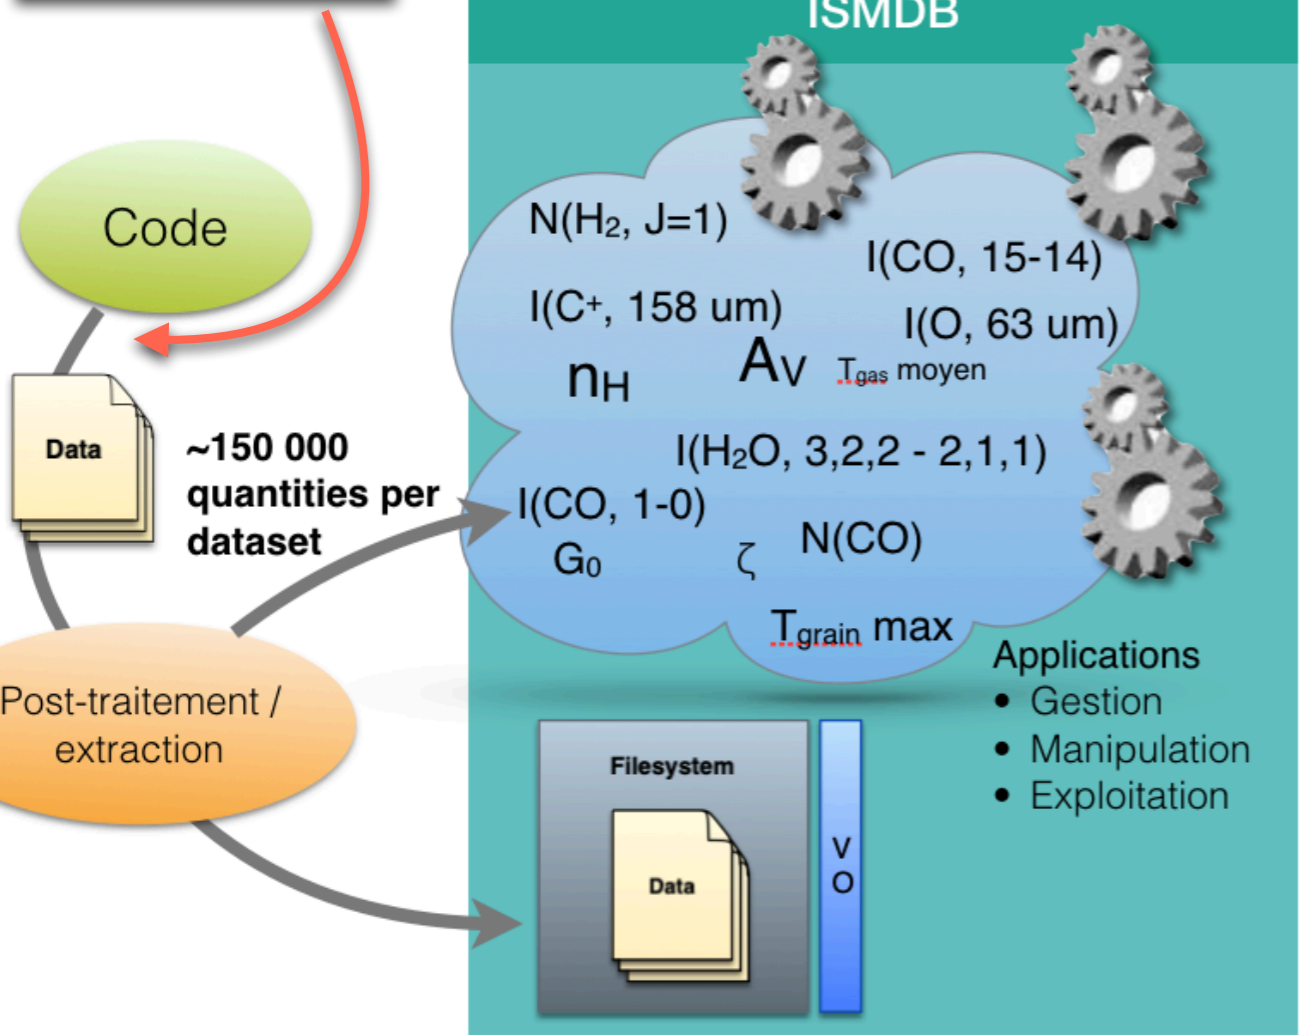 ISMDB
Code
N(H₂, J=1)
I(CO, 15-14)
I(C⁺, 158 um)
I(O, 63 um)
nH
AV
Tgas moyen
Data
~150 000
quantities per
dataset
I(H₂O, 3,2,2 - 2,1,1)
I(CO, 1-0)
N(CO)
G₀
ζ
Tgrain max
Post-traitement /
extraction
Applications
• Gestion
• Manipulation
• Exploitation
Filesystem
Data
V
O